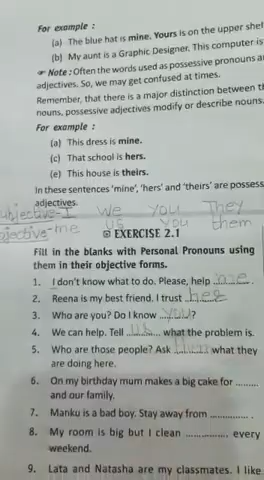 For example :
(a) The blue hat is mine. Yours is on the upper shel
(b) My aunt is a Graphic Designer. This computer is
☞ Note : Often the words used as possessive pronouns a
adjectives. So, we may get confused at times.
Remember, that there is a major distinction between t
nouns, possessive adjectives modify or describe nouns.
For example :
(a) This dress is mine.
(c) That school is hers.
(e) This house is theirs.
In these sentences 'mine', 'hers' and 'theirs' are possess
adjectives.
ubjective-I we you They
bjective-me us you them
EXERCISE 2.1
Fill in the blanks with Personal Pronouns using
them in their objective forms.
1. I don't know what to do. Please, help ..me...
2. Reena is my best friend. I trust ..her..
3. Who are you? Do I know ..you..?
4. We can help. Tell ..us.. what the problem is.
5. Who are those people? Ask ..them.. what they
are doing here.
6. On my birthday mum makes a big cake for .........
and our family.
7. Manku is a bad boy. Stay away from .............. .
8. My room is big but I clean ................ every
weekend.
9. Lata and Natasha are my classmates. I like